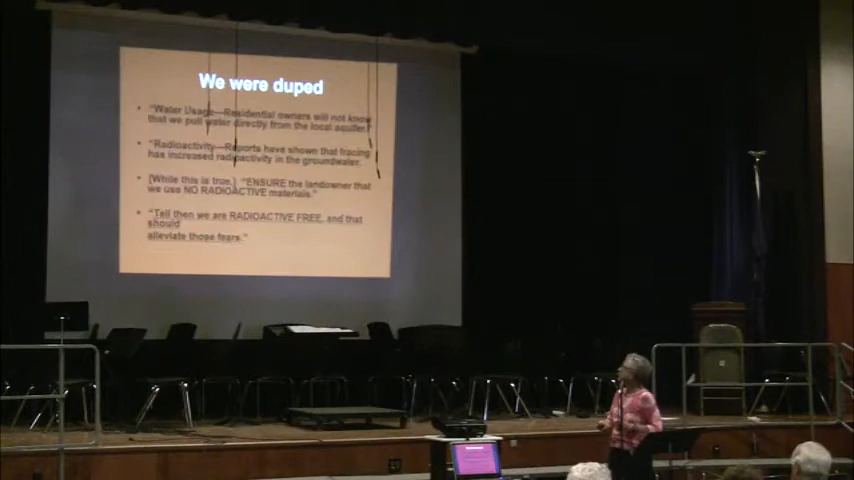 We were duped
• "Water Usage—Residential owners will not know
that we pull water directly from the local aquifer.
• "Radioactivity—Reports have shown that fracing
has increased radioactivity in the groundwater.
• [While this is true,] "ENSURE the landowner that
we use NO RADIOACTIVE materials."
• "Tell then we are RADIOACTIVE FREE, and that
should
alleviate those fears."